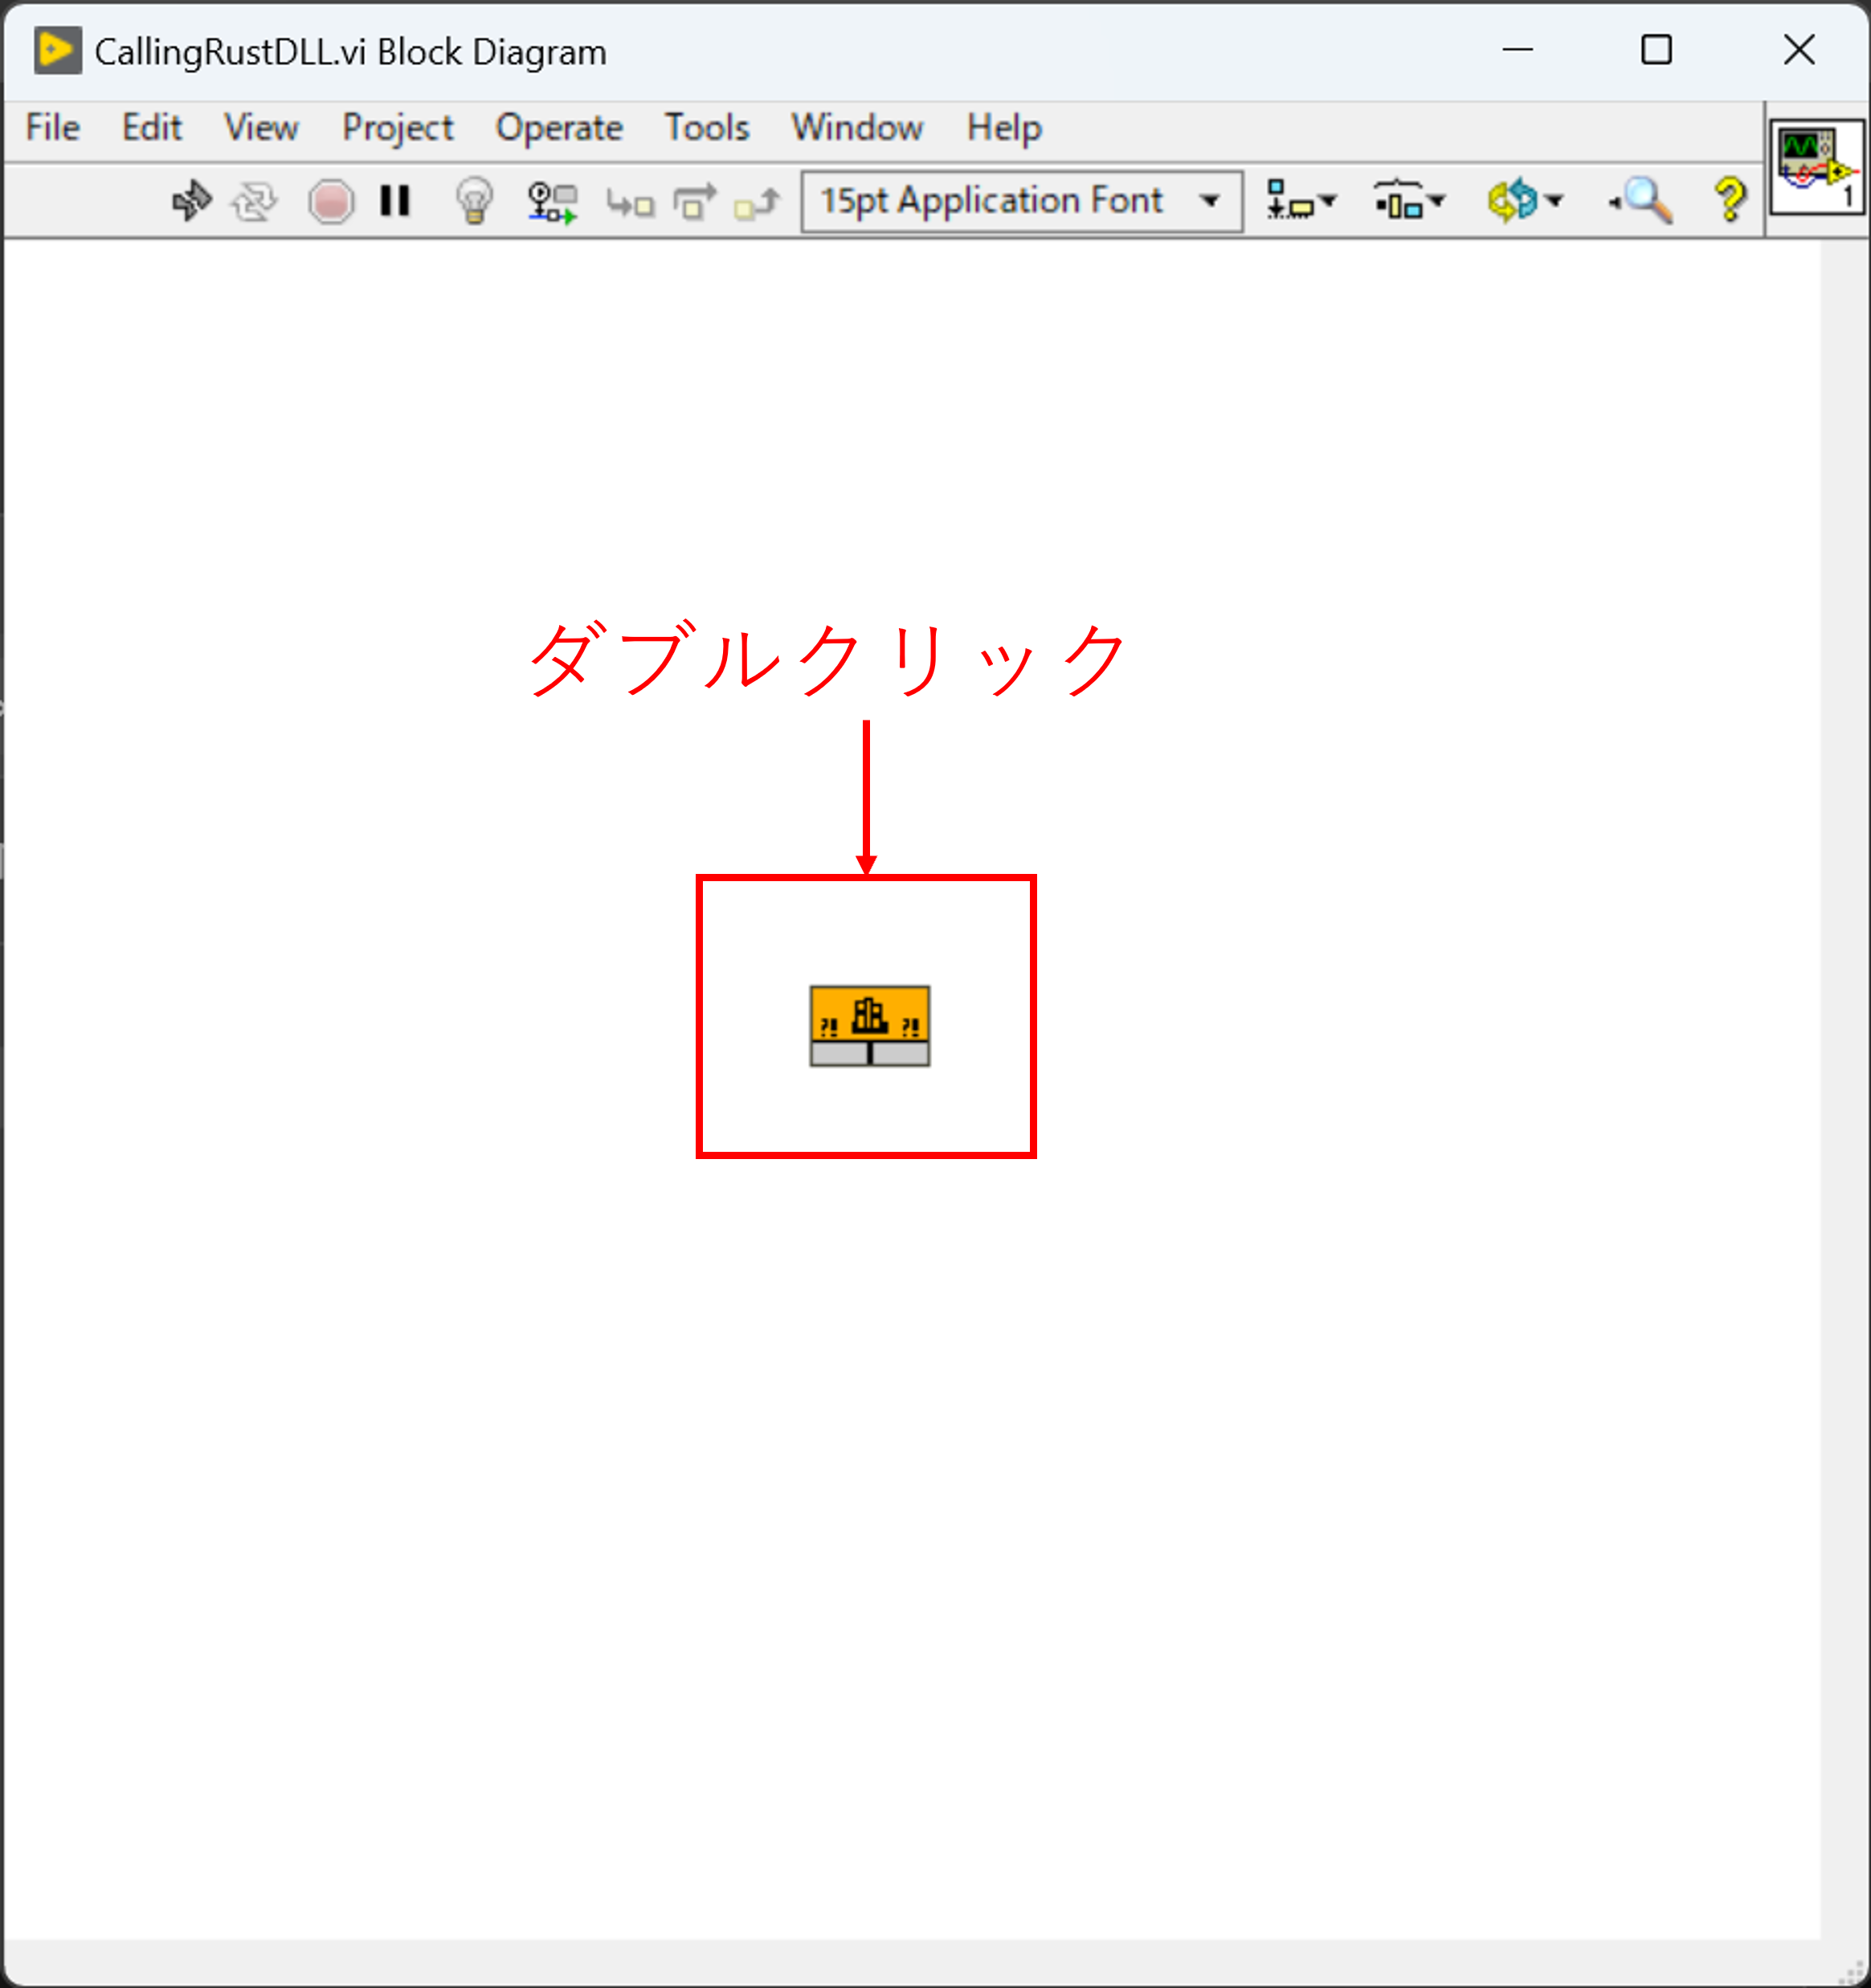 CallingRustDLL.vi Block Diagram
File Edit View Project Operate Tools Window Help
15pt Application Font
1
ダブルクリック
?! ?!